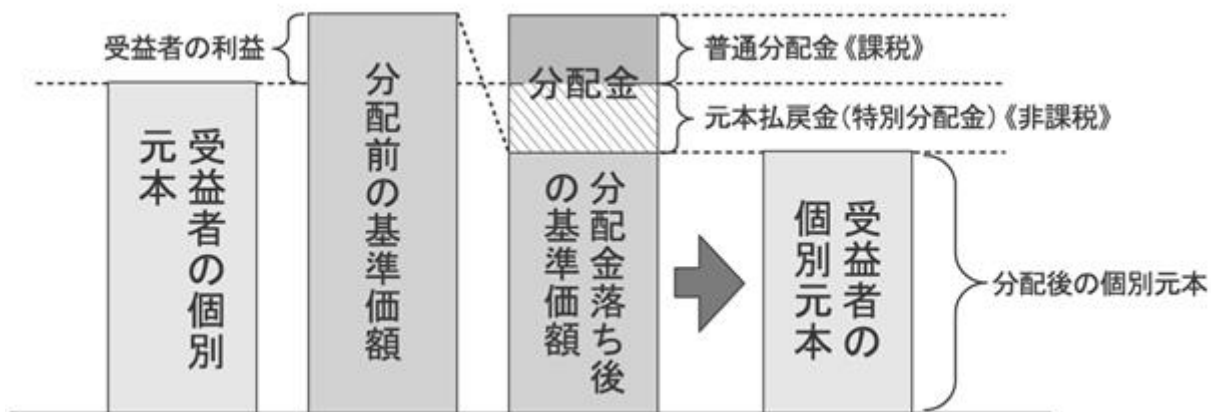 受益者の利益
受益者の個別
元本
分配前の基準価額
分配金
普通分配金《課税》
元本払戻金(特別分配金)《非課税》
分配金落ち後
の基準価額
受益者の
個別元本
分配後の個別元本